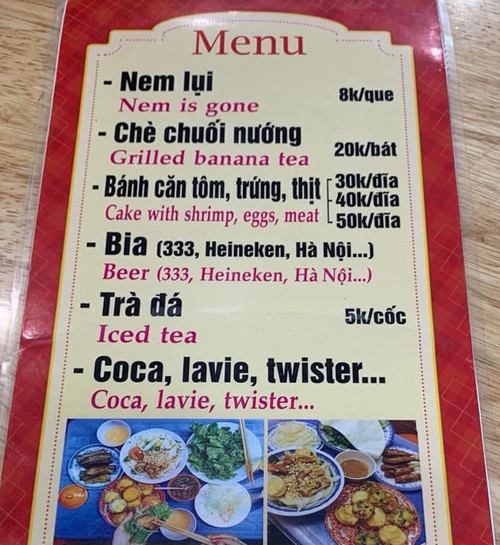 Menu
- Nem lụi 8k/que
Nem is gone
- Chè chuối nướng 20k/bát
Grilled banana tea
- Bánh căn tôm, trứng, thịt 30k/đĩa
40k/đĩa
Cake with shrimp, eggs, meat 50k/đĩa
- Bia (333, Heineken, Hà Nội...)
Beer (333, Heineken, Hà Nội...)
- Trà đá 5k/cốc
Iced tea
- Coca, lavie, twister...
Coca, lavie, twister...